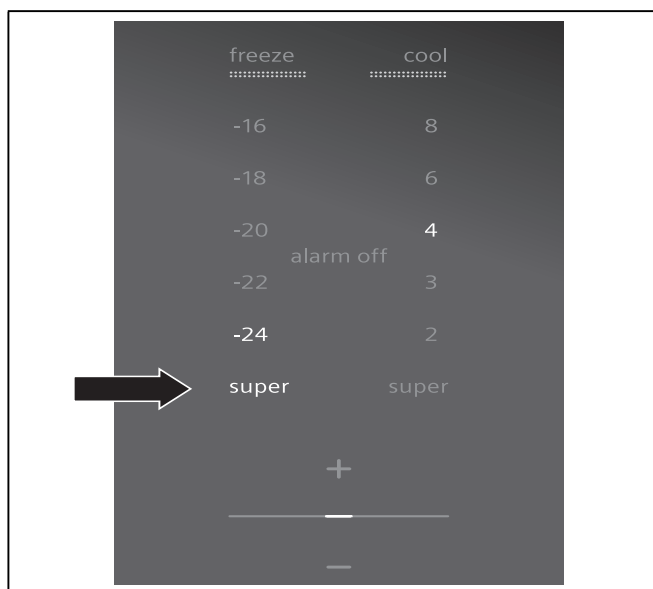 freeze cool
-16 8
-18 6
-20 4
alarm off
-22 3
-24 2
super super
+
—